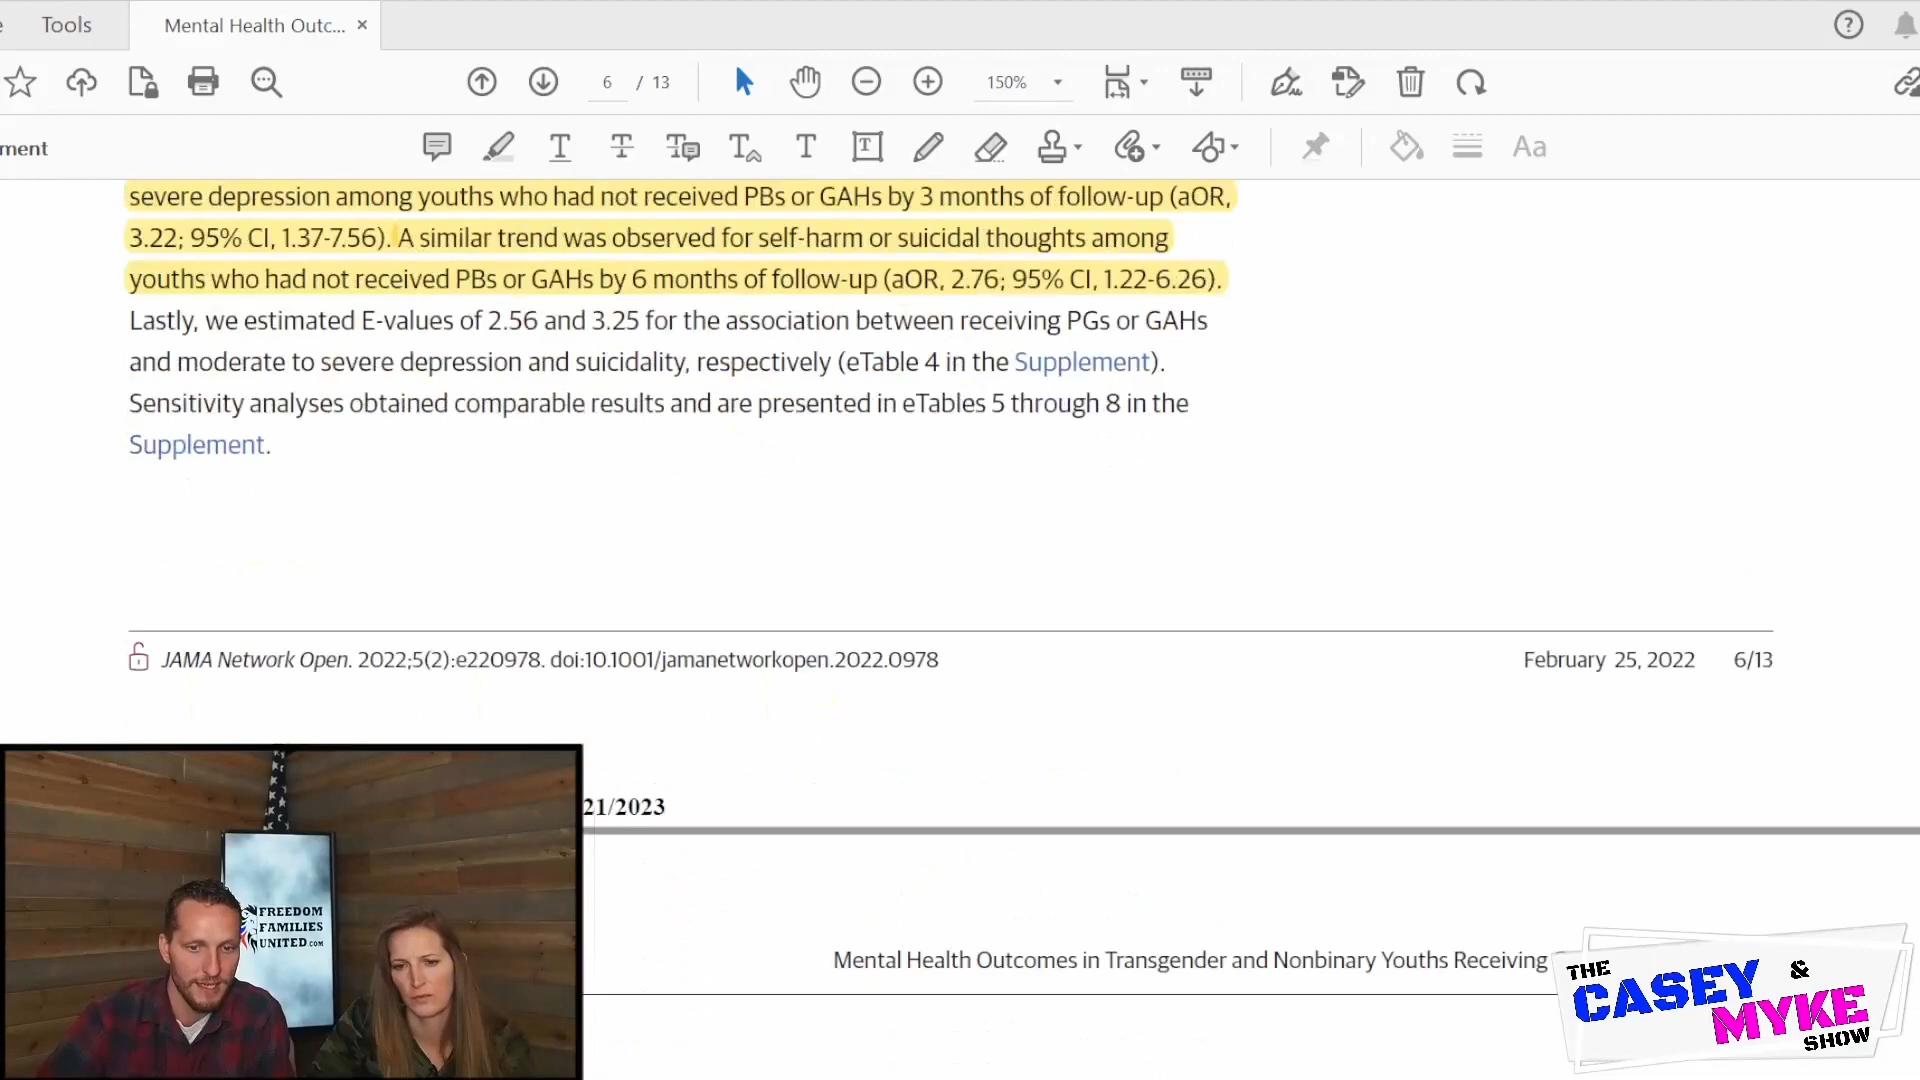 Tools
Mental Health Outc... ×
6 / 13
150%
ment
Aa
severe depression among youths who had not received PBs or GAHs by 3 months of follow-up (aOR,
3.22; 95% CI, 1.37-7.56). A similar trend was observed for self-harm or suicidal thoughts among
youths who had not received PBs or GAHs by 6 months of follow-up (aOR, 2.76; 95% CI, 1.22-6.26).
Lastly, we estimated E-values of 2.56 and 3.25 for the association between receiving PGs or GAHs
and moderate to severe depression and suicidality, respectively (eTable 4 in the Supplement).
Sensitivity analyses obtained comparable results and are presented in eTables 5 through 8 in the
Supplement.
JAMA Network Open. 2022;5(2):e220978. doi:10.1001/jamanetworkopen.2022.0978 February 25, 2022 6/13
21/2023
Mental Health Outcomes in Transgender and Nonbinary Youths Receiving
FREEDOM
FAMILIES
UNITED.COM
THE
CASEY &
MYKE
SHOW